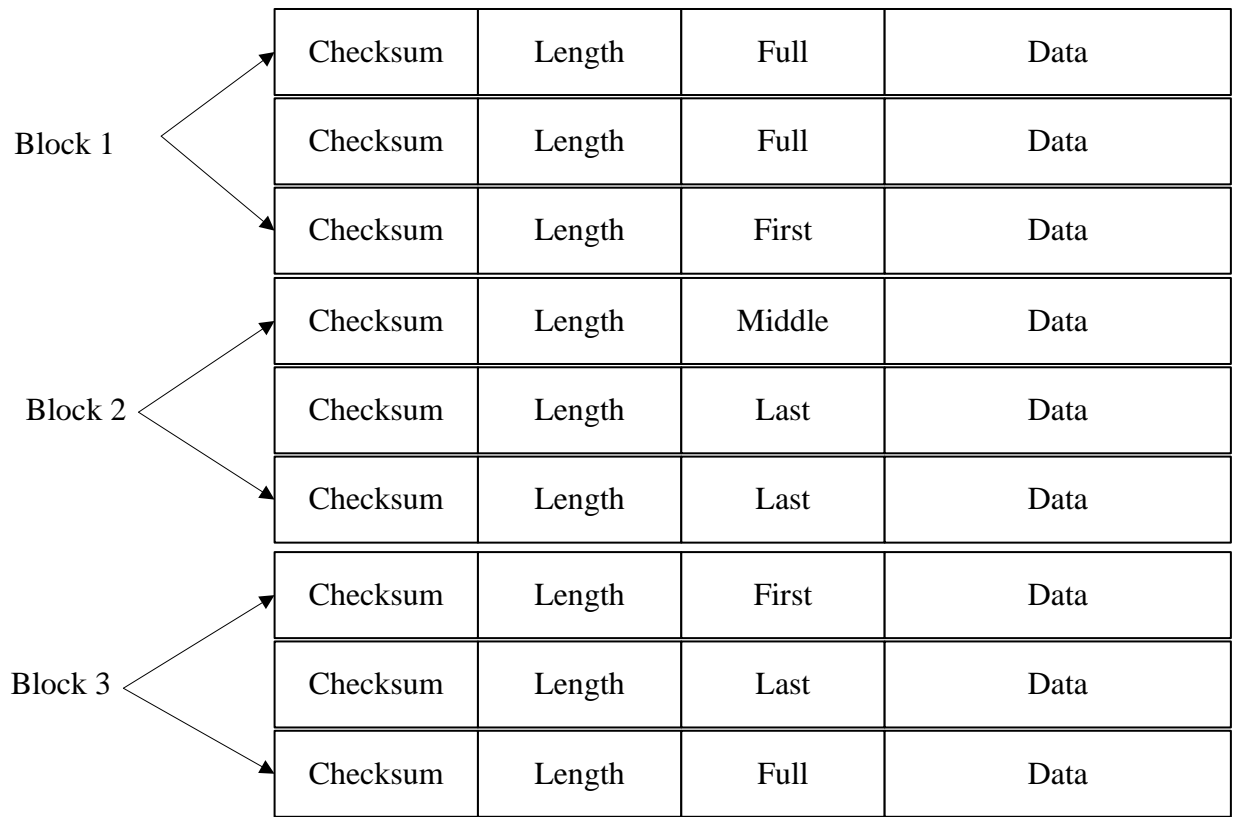 Checksum Length Full Data
Block 1
Checksum Length Full Data
Checksum Length First Data
Checksum Length Middle Data
Block 2
Checksum Length Last Data
Checksum Length Last Data
Checksum Length First Data
Block 3
Checksum Length Last Data
Checksum Length Full Data